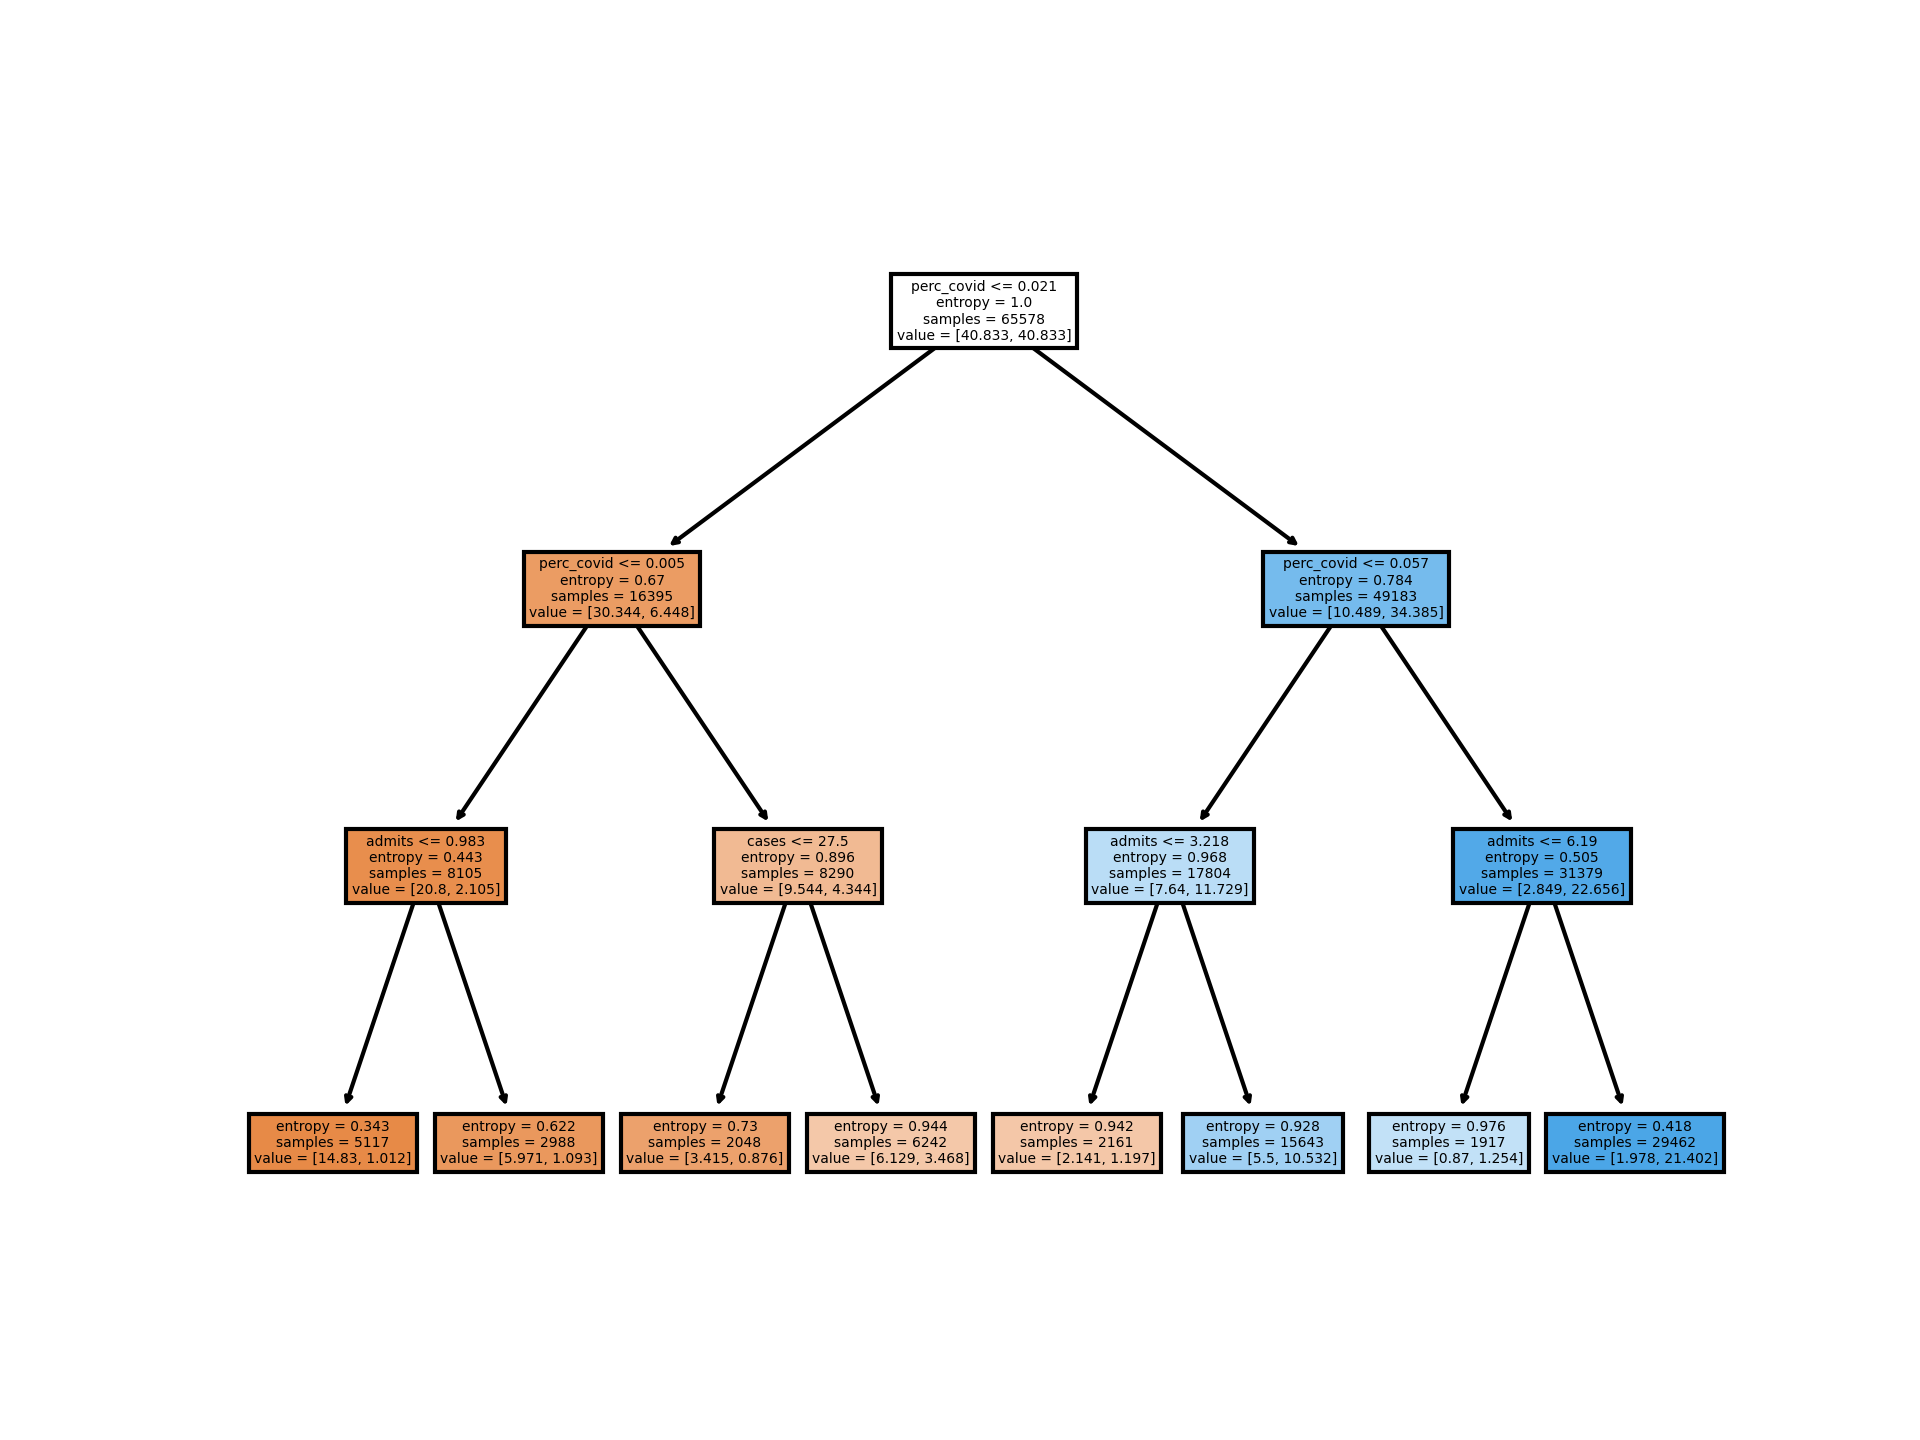 perc_covid <= 0.021
entropy = 1.0
samples = 65578
value = [40.833, 40.833]
perc_covid <= 0.005
entropy = 0.67
samples = 16395
value = [30.344, 6.448]
perc_covid <= 0.057
entropy = 0.784
samples = 49183
value = [10.489, 34.385]
admits <= 0.983
entropy = 0.443
samples = 8105
value = [20.8, 2.105]
cases <= 27.5
entropy = 0.896
samples = 8290
value = [9.544, 4.344]
admits <= 3.218
entropy = 0.968
samples = 17804
value = [7.64, 11.729]
admits <= 6.19
entropy = 0.505
samples = 31379
value = [2.849, 22.656]
entropy = 0.343
samples = 5117
value = [14.83, 1.012]
entropy = 0.622
samples = 2988
value = [5.971, 1.093]
entropy = 0.73
samples = 2048
value = [3.415, 0.876]
entropy = 0.944
samples = 6242
value = [6.129, 3.468]
entropy = 0.942
samples = 2161
value = [2.141, 1.197]
entropy = 0.928
samples = 15643
value = [5.5, 10.532]
entropy = 0.976
samples = 1917
value = [0.87, 1.254]
entropy = 0.418
samples = 29462
value = [1.978, 21.402]